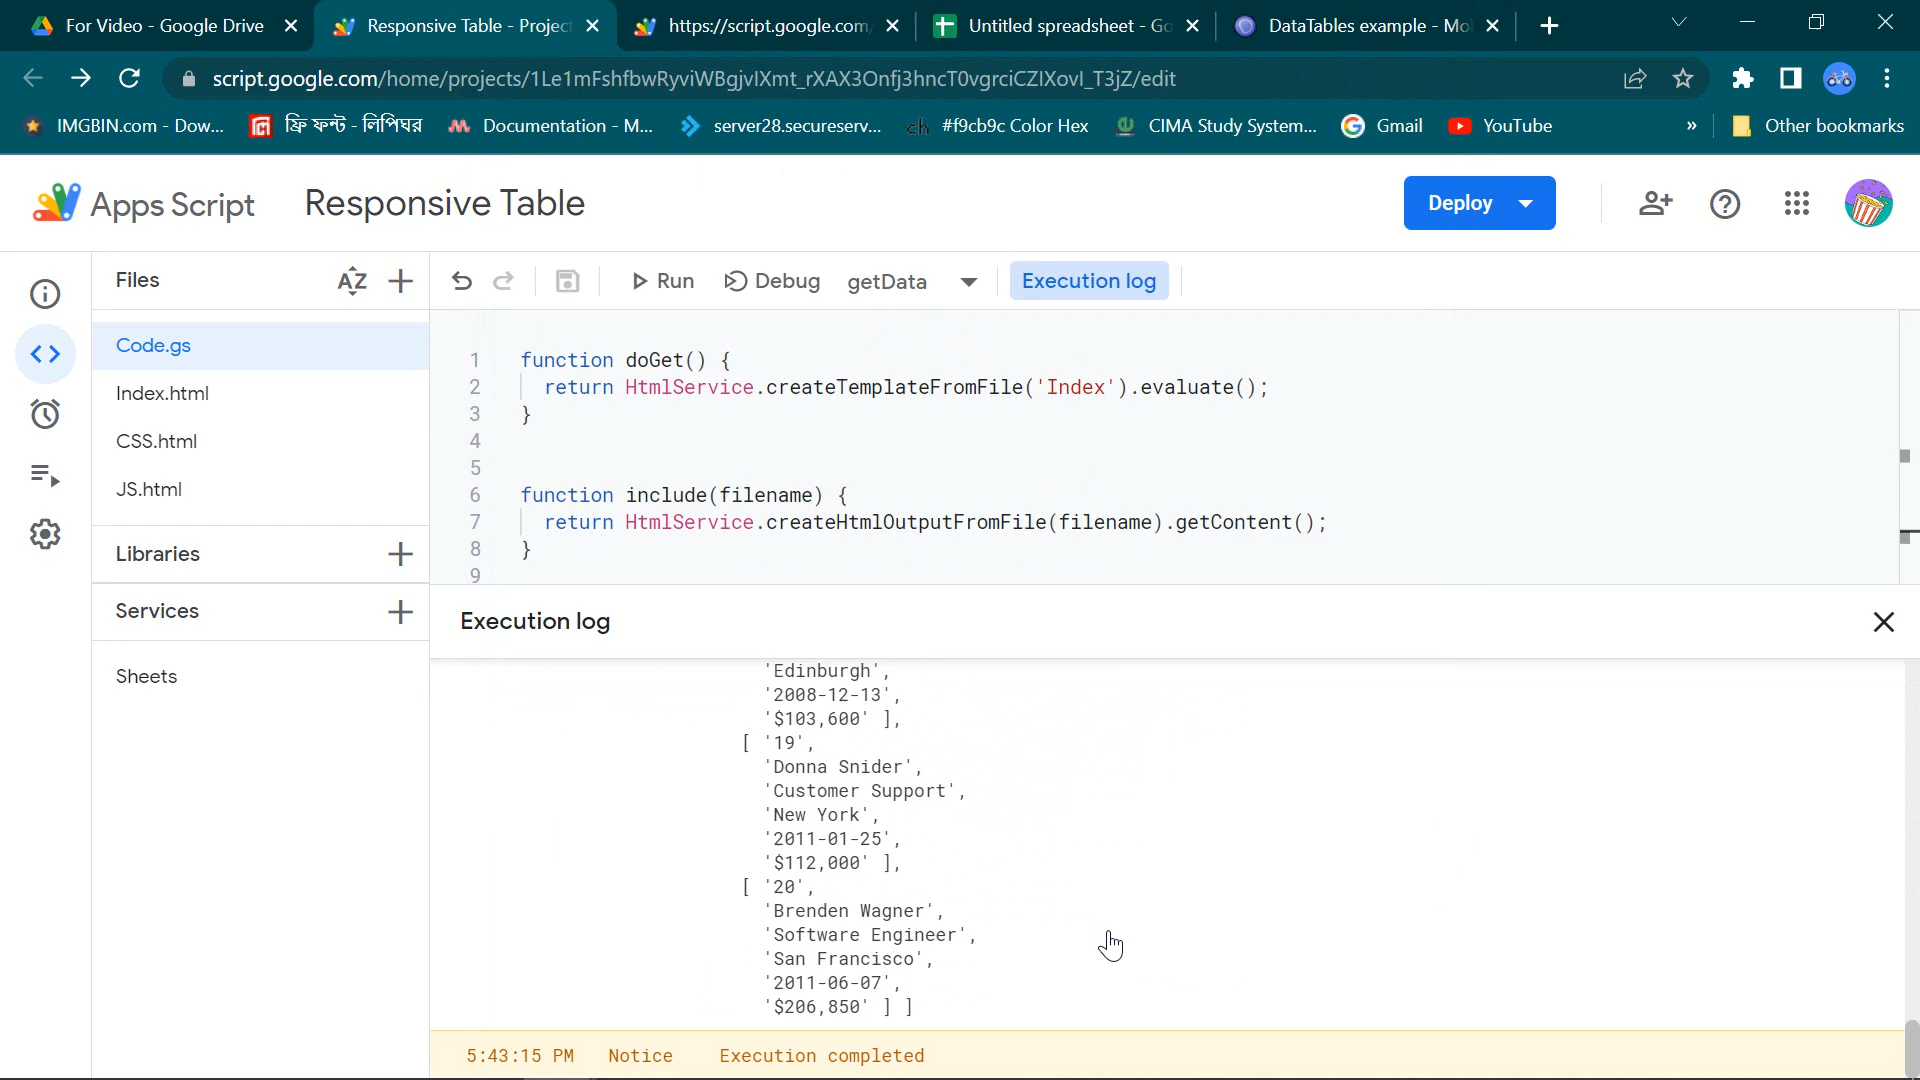 For Video - Google Drive
Responsive Table - Projec
https://script.google.com
Untitled spreadsheet - Go
DataTables example - Mo
script.google.com/home/projects/1Le1mFshfbwRyviWBgjvIXmt_rXAX3Onfj3hncT0vgrciCZIXovI_T3jZ/edit
IMGBIN.com - Dow...
ফ্রি ফন্ট - লিপিঘর
Documentation - M...
server28.secureserv...
ch #f9cb9c Color Hex
CIMA Study System...
Gmail
YouTube
»
Other bookmarks
Apps Script
Responsive Table
Deploy
Files
AZ
Run
Debug
getData
Execution log
Code.gs
Index.html
CSS.html
JS.html
Libraries
Services
Sheets
1 function doGet() {
2 return HtmlService.createTemplateFromFile('Index').evaluate();
3 }
4
5
6 function include(filename) {
7 return HtmlService.createHtmlOutputFromFile(filename).getContent();
8 }
9
Execution log
'Edinburgh',
'2008-12-13',
'$103,600' ],
[ '19',
'Donna Snider',
'Customer Support',
'New York',
'2011-01-25',
'$112,000' ],
[ '20',
'Brenden Wagner',
'Software Engineer',
'San Francisco',
'2011-06-07',
'$206,850' ] ]
5:43:15 PM Notice Execution completed